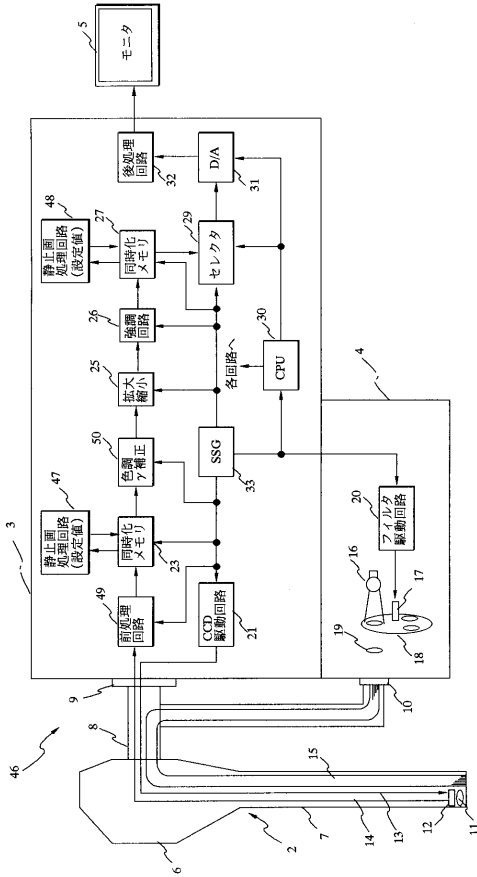 46
3
4
5
モニタ
9
8
10
前処理
回路
49
静止画
処理回路
(設定値)
47
同時化
メモリ
23
色調
γ補正
50
拡大
縮小
25
強調回路
26
静止画
処理回路
(設定値)
48
同時化
メモリ
27
後処理
回路
32
D/A
31
セレクタ
29
各回路へ
CPU
30
SSG
33
CCD
駆動回路
21
フィルタ
駆動回路
20
16
17
18
19
6
2
7
14
13
15
12
11